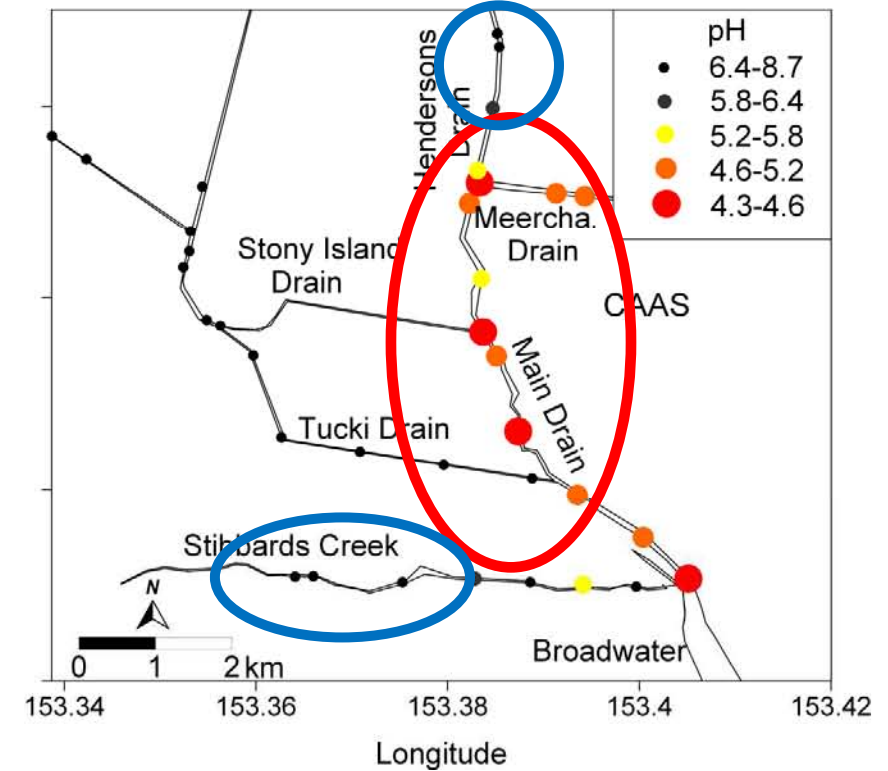 pH
6.4-8.7
5.8-6.4
5.2-5.8
4.6-5.2
4.3-4.6
Hendersons
Drain
Meercha.
Drain
Stony Island
Drain
CAAS
Main Drain
Tucki Drain
Stibbards Creek
N
0 1 2 km
Broadwater
153.34 153.36 153.38 153.4 153.42
Longitude